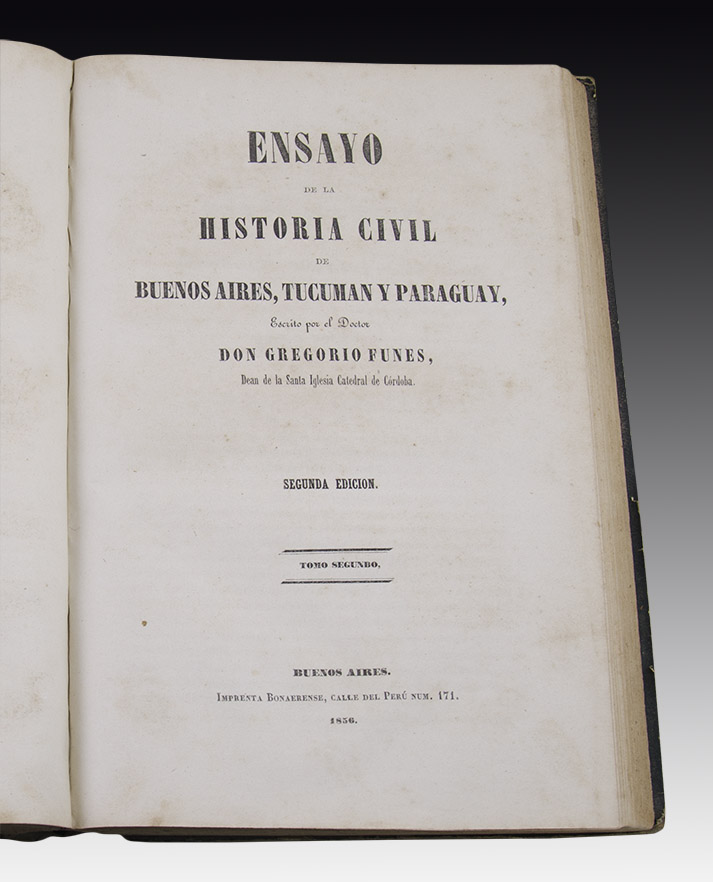 ENSAYO
DE LA
HISTORIA CIVIL
DE
BUENOS AIRES, TUCUMAN Y PARAGUAY,
Escrito por el Doctor
DON GREGORIO FUNES,
Dean de la Santa Iglesia Catedral de Córdoba.
SEGUNDA EDICION.
TOMO SEGUNDO,
BUENOS AIRES.
IMPRENTA BONAERENSE, CALLE DEL PERÚ NUM. 171.
1856.